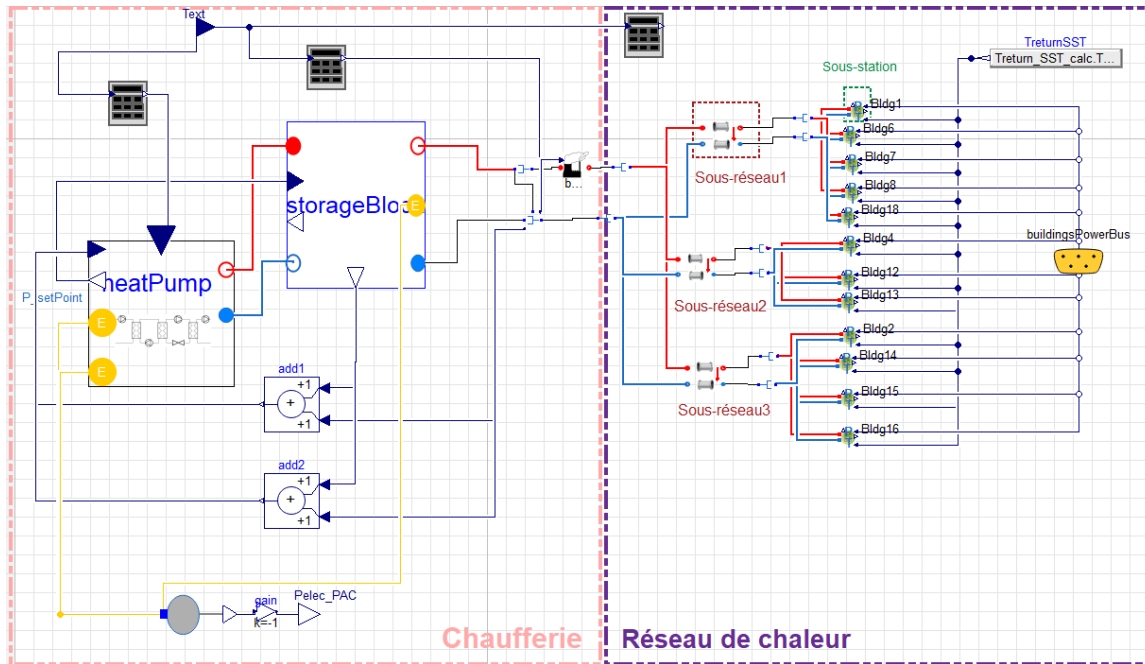 Text
TreturnSST
Treturn_SST_calc.T...
Sous-station
Bldg1
Bldg6
Bldg7
Bldg8
Bldg18
b...
Sous-réseau1
storageBloc
E
Bldg4
buildingsPowerBus
heatPump
Bldg12
P_setPoint
Bldg13
Sous-réseau2
E
Bldg2
E
Bldg14
add1
+1
+
+1
Bldg15
Sous-réseau3
Bldg16
add2
+1
+
+1
gain
Pelec_PAC
k=-1
Chaufferie
Réseau de chaleur